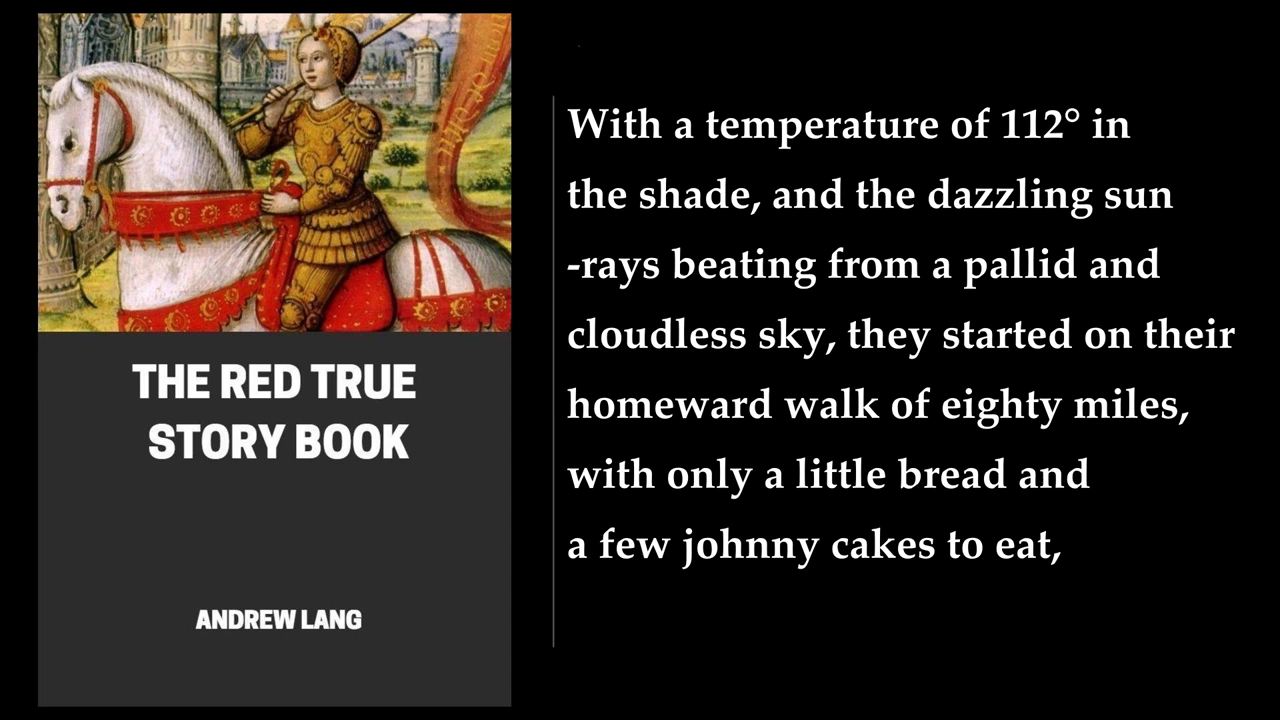 THE RED TRUE
STORY BOOK
ANDREW LANG
With a temperature of 112° in
the shade, and the dazzling sun
-rays beating from a pallid and
cloudless sky, they started on their
homeward walk of eighty miles,
with only a little bread and
a few johnny cakes to eat,